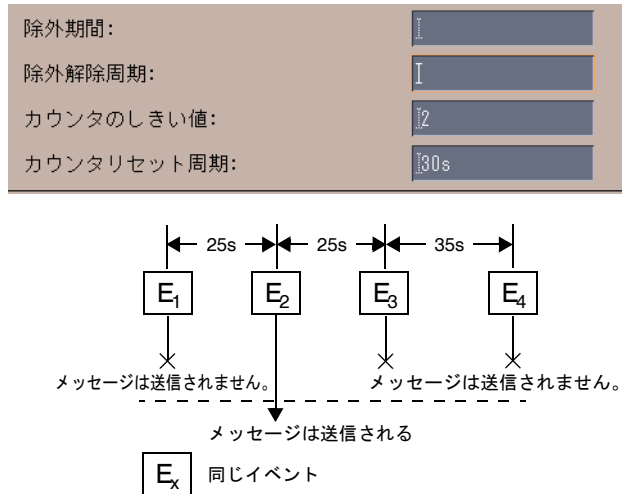 除外期間:
除外解除周期:
カウンタのしきい値: 2
カウンタリセット周期: 30s
25s 25s 35s
E1 E2 E3 E4
メッセージは送信されません。 メッセージは送信されません。
メッセージは送信される
Ex 同じイベント